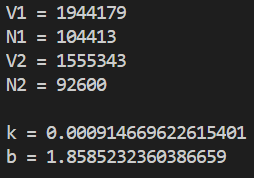 V1 = 1944179
N1 = 104413
V2 = 1555343
N2 = 92600
k = 0.000914669622615401
b = 1.8585232360386659